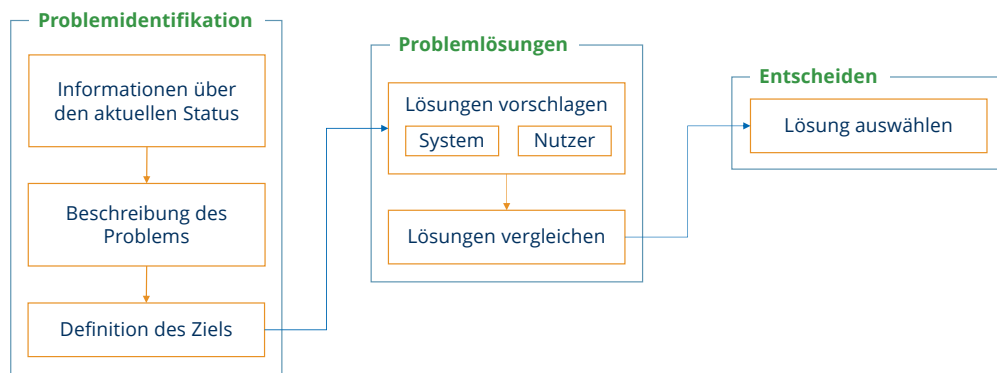 Problemidentifikation
Informationen über
den aktuellen Status
Beschreibung des
Problems
Definition des Ziels
Problemlösungen
Lösungen vorschlagen
System
Nutzer
Lösungen vergleichen
Entscheiden
Lösung auswählen